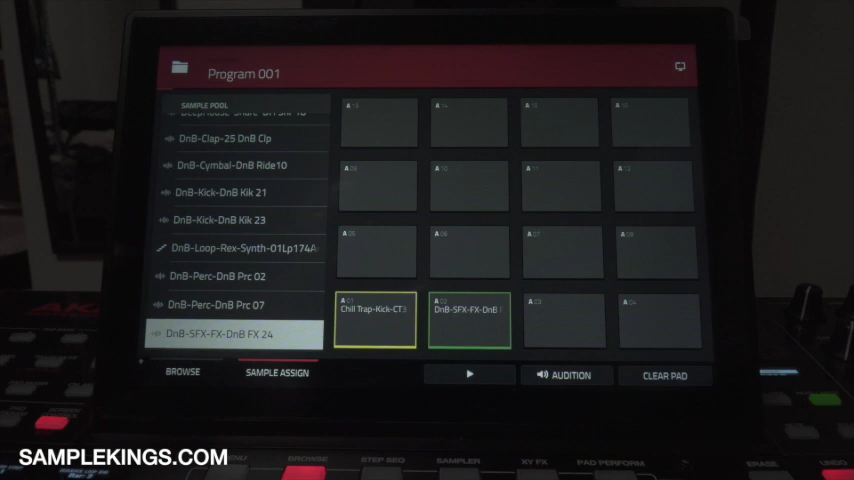 Program 001
SAMPLE POOL
DnB-Clap-25 DnB Clp
DnB-Cymbal-DnB Ride10
DnB-Kick-DnB Kik 21
DnB-Kick-DnB Kik 23
DnB-Loop-Rex-Synth-01Lp174A
DnB-Perc-DnB Prc 02
DnB-Perc-DnB Prc 07
DnB-SFX-FX-DnB FX 24
A 13
A 14
A 15
A 09
A 10
A 11
A 12
A 05
A 06
A 07
A 08
A 01
Chill Trap-Kick-CT3
A 02
DnB-SFX-FX-DnB F
A 03
A 04
BROWSE
SAMPLE ASSIGN
AUDITION
CLEAR PAD
SAMPLEKINGS.COM
MENU
BROWSE
STEP SEQ
SAMPLER
XY FX
PAD PERFORM
ERASE
UNDO